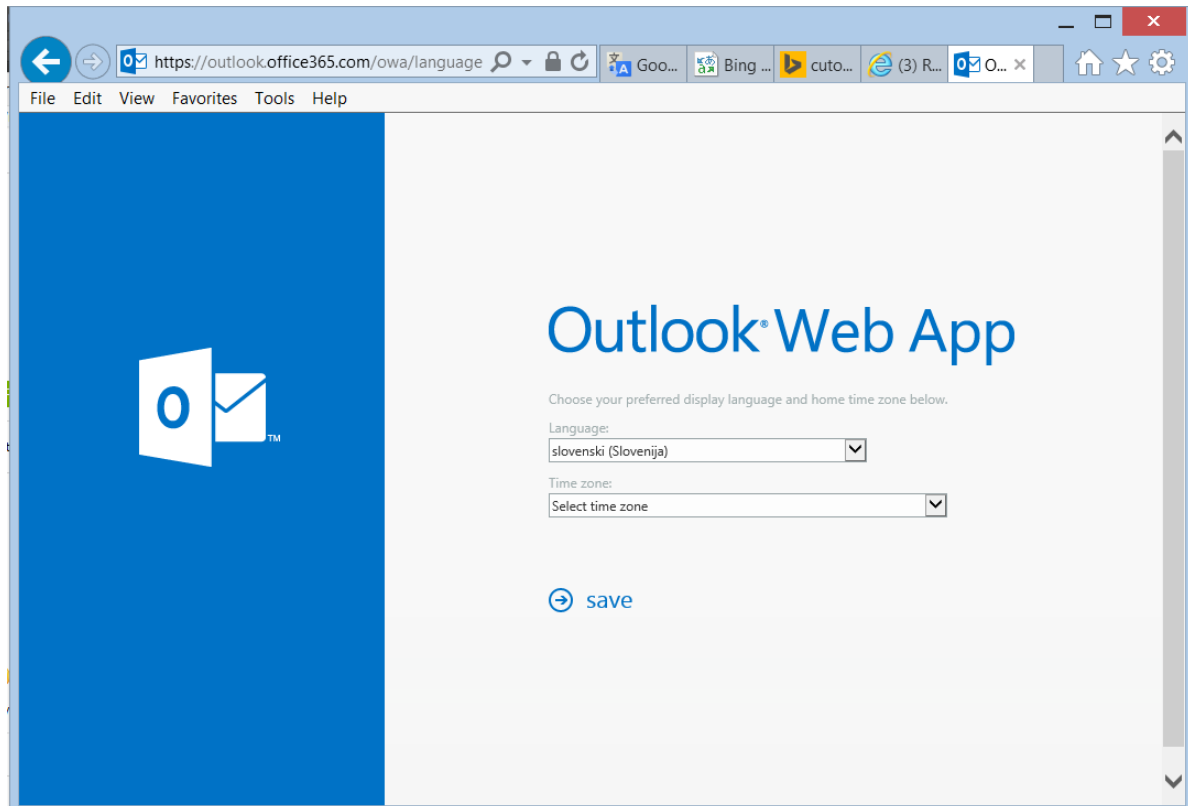 https://outlook.office365.com/owa/language
Goo...
Bing ...
cuto...
(3) R...
O...
File Edit View Favorites Tools Help
Outlook® Web App
Choose your preferred display language and home time zone below.
Language:
slovenski (Slovenija)
Time zone:
Select time zone
save
O
TM